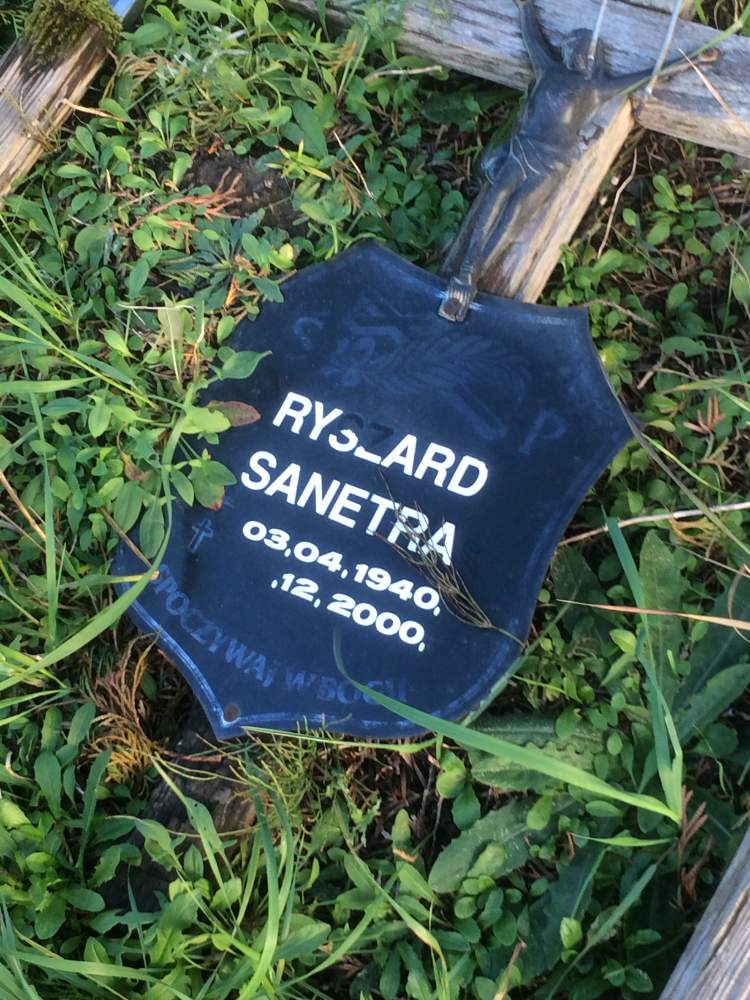 S P
RYSZARD
SANETRA
03.04.1940.
.12. 2000.
SPOCZYWAJ W BOGU